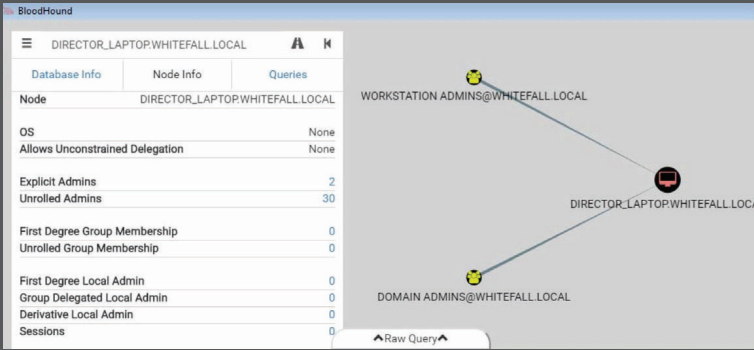 BloodHound
DIRECTOR_LAPTOP.WHITEFALL.LOCAL
Database Info Node Info Queries
Node DIRECTOR_LAPTOP.WHITEFALL.LOCAL
OS None
Allows Unconstrained Delegation None
Explicit Admins 2
Unrolled Admins 30
First Degree Group Membership 0
Unrolled Group Membership 0
First Degree Local Admin 0
Group Delegated Local Admin 0
Derivative Local Admin 0
Sessions 0
Raw Query
WORKSTATION ADMINS@WHITEFALL.LOCAL
DIRECTOR_LAPTOP.WHITEFALL.LOCA
DOMAIN ADMINS@WHITEFALL.LOCAL